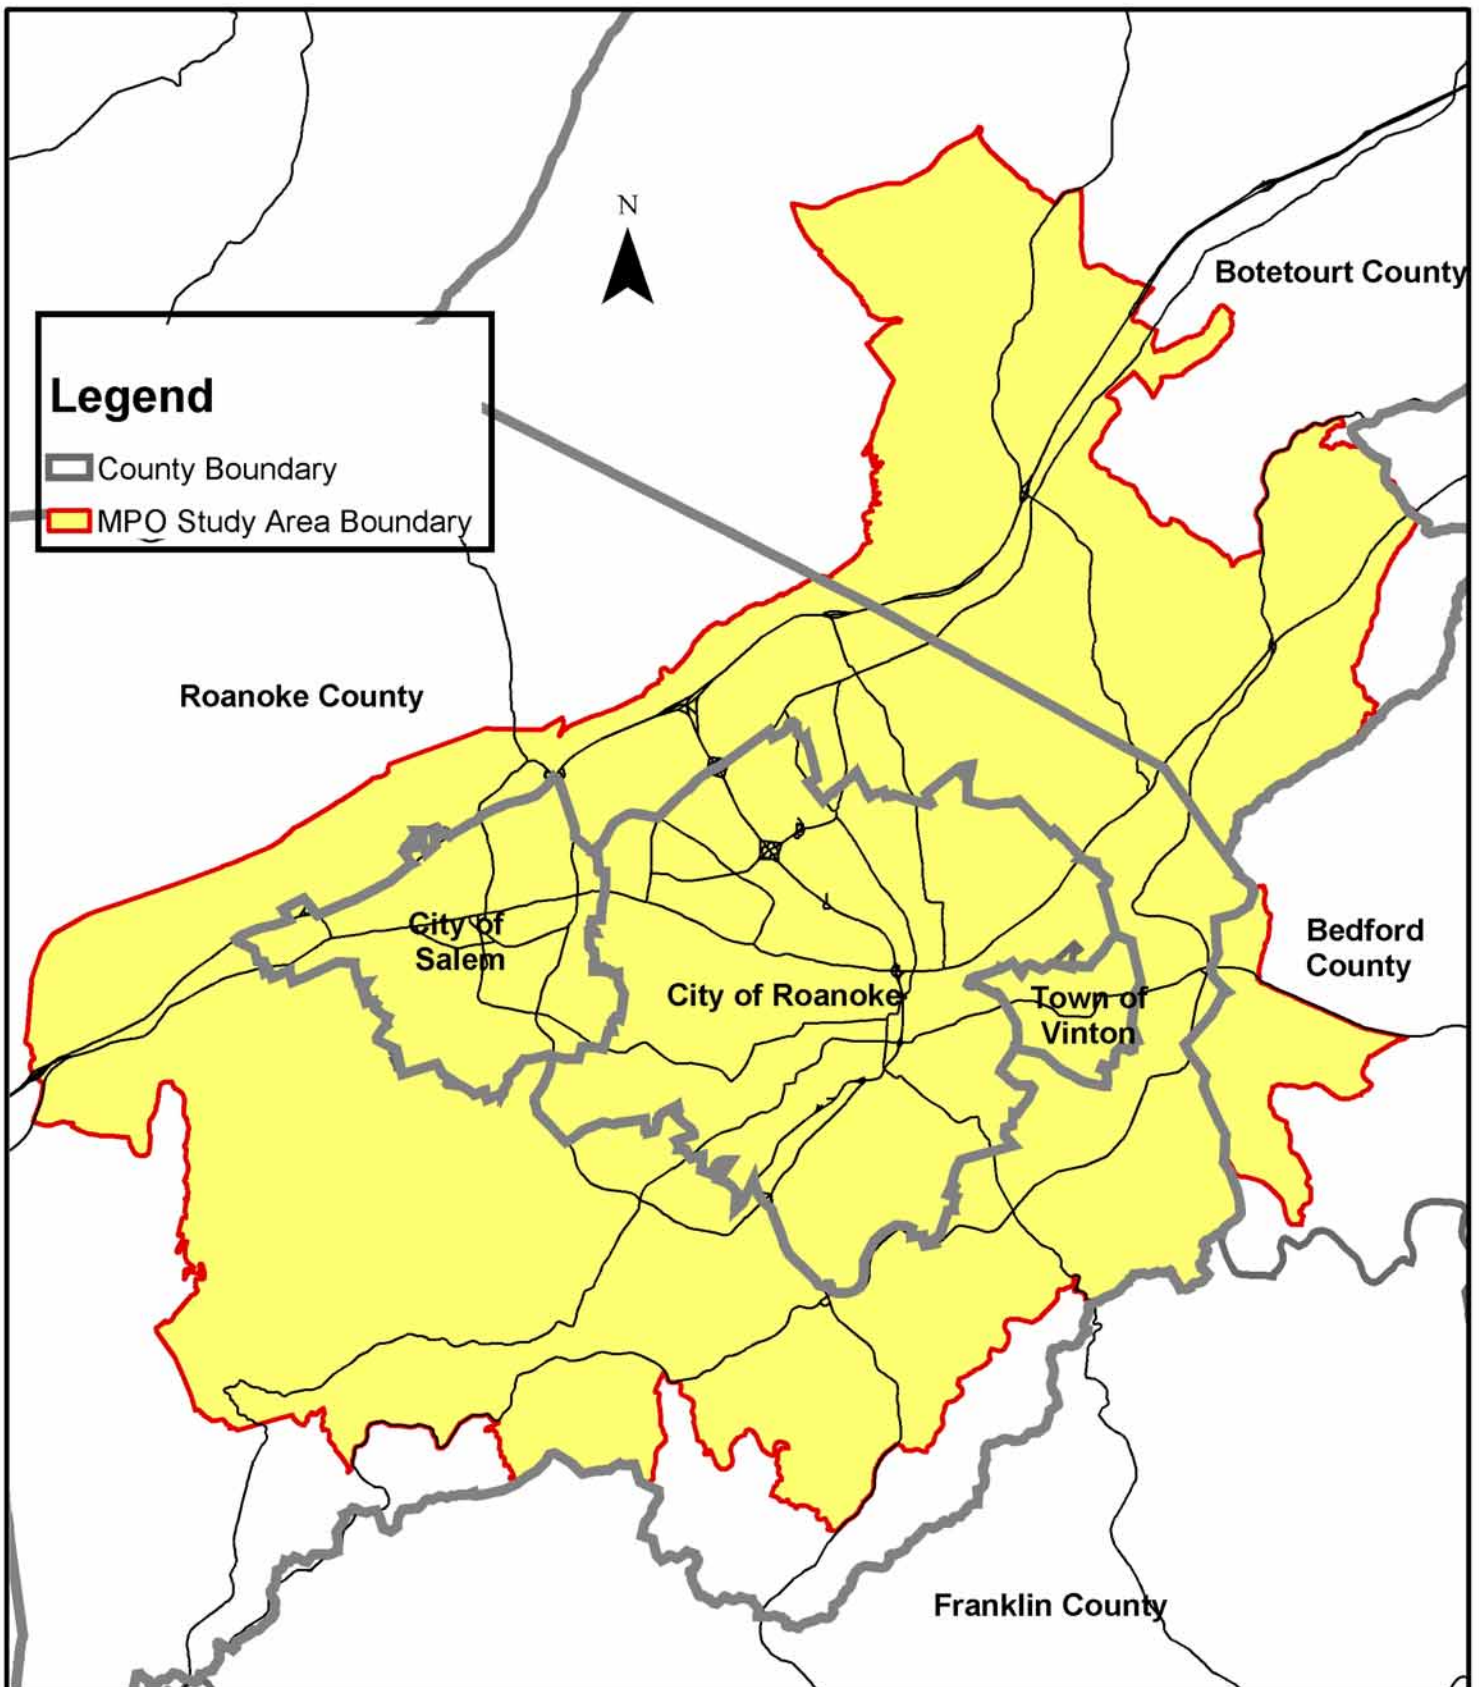 N
Botetourt County
Legend
County Boundary
MPO Study Area Boundary
Roanoke County
City of
Salem
City of Roanoke
Town of
Vinton
Bedford
County
Franklin County